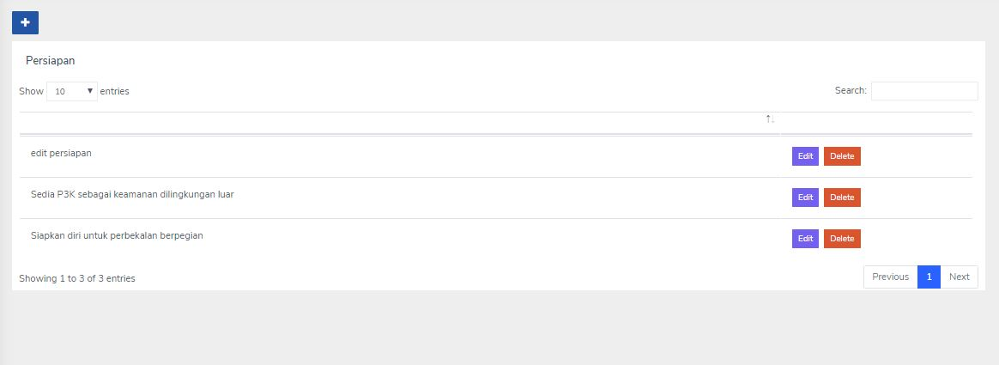 Persiapan
Show 10 entries
Search:
edit persiapan Edit Delete
Sedia P3K sebagai keamanan dilingkungan luar Edit Delete
Siapkan diri untuk perbekalan berpegian Edit Delete
Showing 1 to 3 of 3 entries
Previous 1 Next